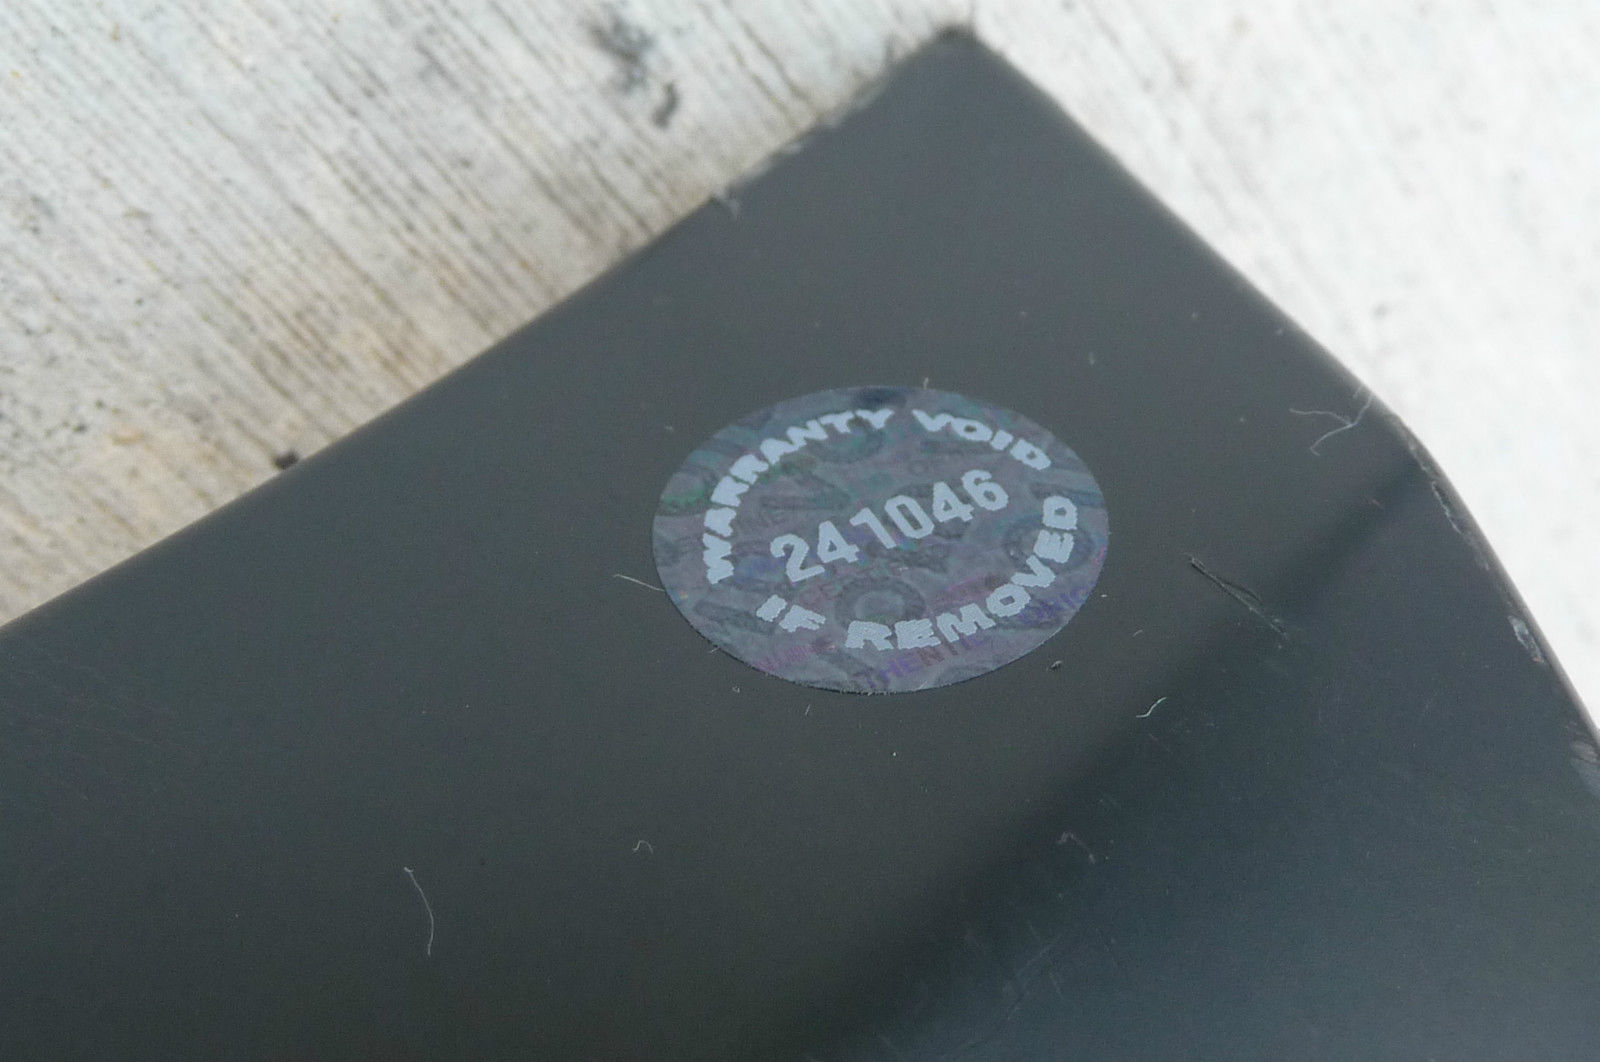 WARRANTY VOID
241046
IF REMOVED